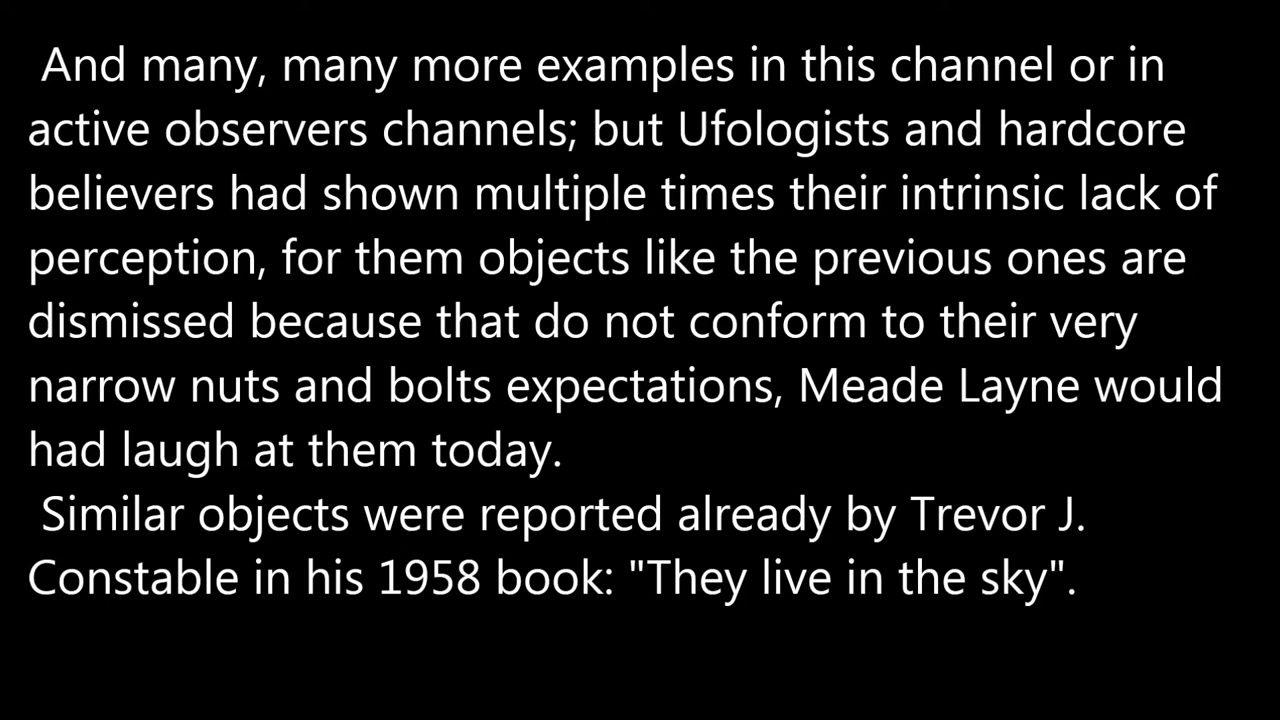 And many, many more examples in this channel or in
active observers channels; but Ufologists and hardcore
believers had shown multiple times their intrinsic lack of
perception, for them objects like the previous ones are
dismissed because that do not conform to their very
narrow nuts and bolts expectations, Meade Layne would
had laugh at them today.
Similar objects were reported already by Trevor J.
Constable in his 1958 book: "They live in the sky".